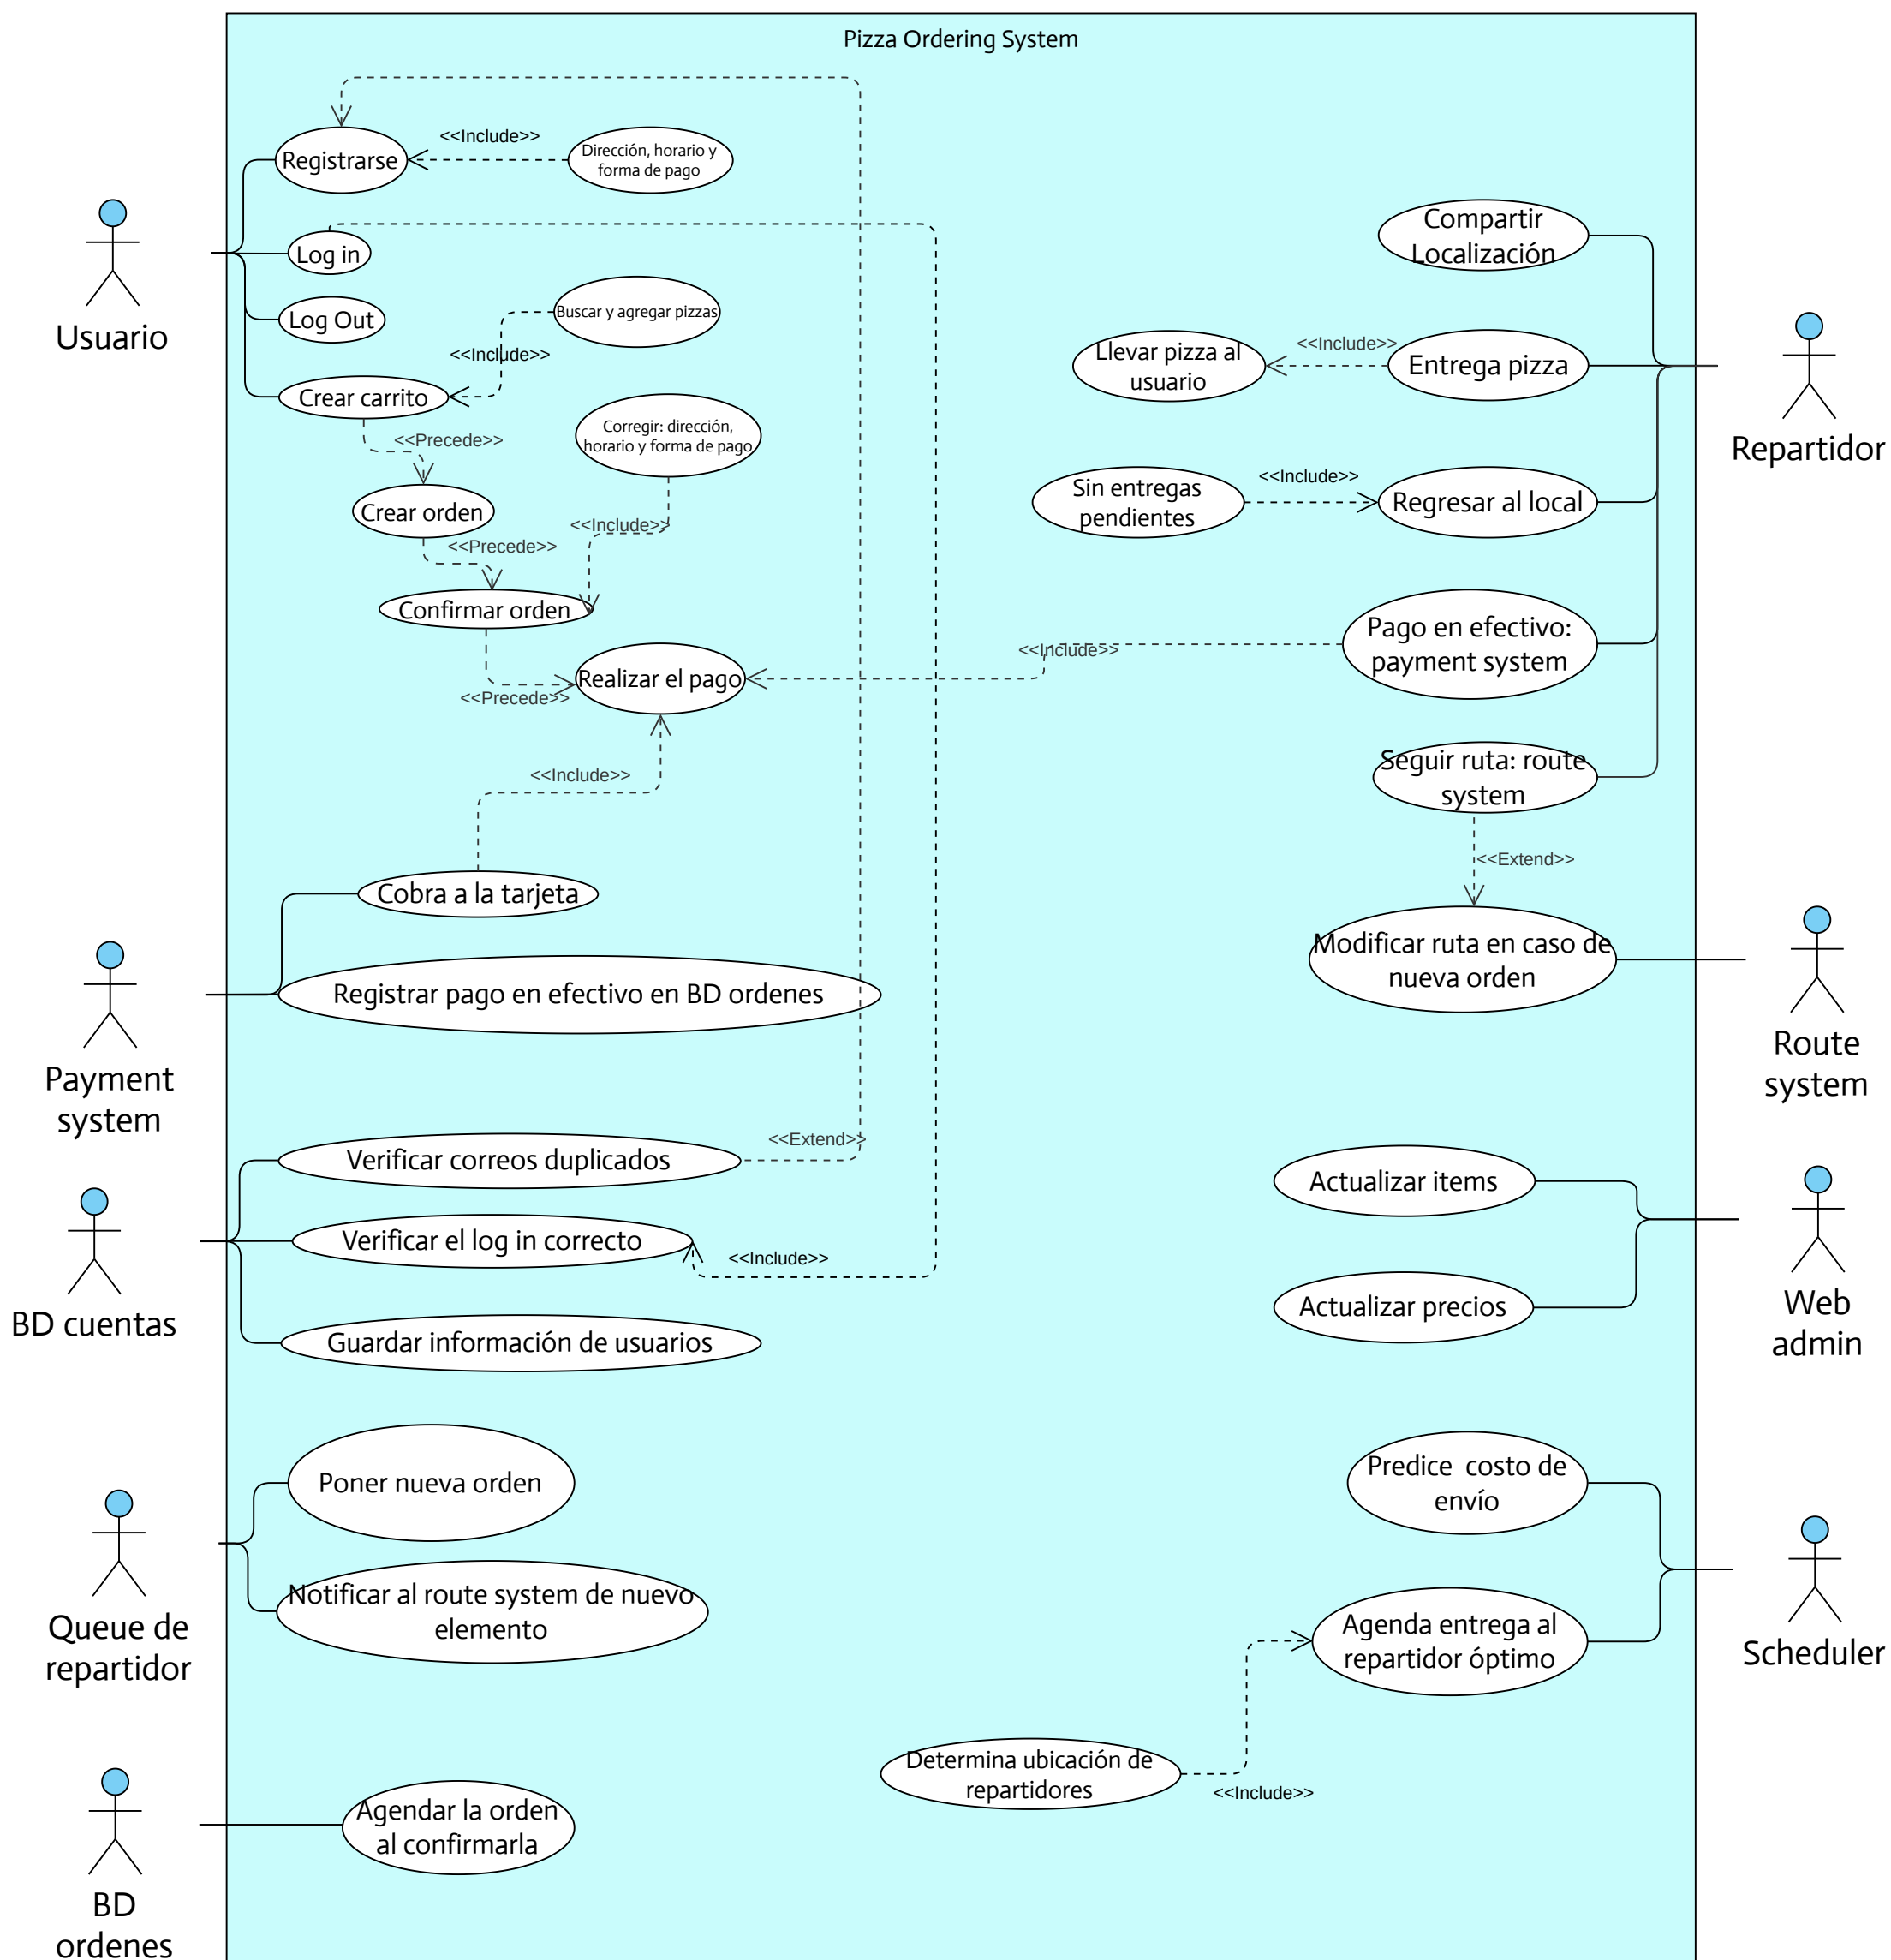 Pizza Ordering System
Registrarse
<<Include>>
Dirección, horario y
forma de pago
Log in
Log Out
Usuario
Buscar y agregar pizzas
<<Include>>
Crear carrito
<<Precede>>
Corregir: dirección,
horario y forma de pago
Crear orden
<<Include>>
<<Precede>>
Confirmar orden
<<Precede>>
Realizar el pago
<<Include>>
Compartir
Localización
Llevar pizza al
usuario
<<Include>>
Entrega pizza
Repartidor
Sin entregas
pendientes
<<Include>>
Regresar al local
<<Include>>
Pago en efectivo:
payment system
Seguir ruta: route
system
<<Extend>>
Modificar ruta en caso de
nueva orden
Route
system
Cobra a la tarjeta
Registrar pago en efectivo en BD ordenes
Payment
system
Verificar correos duplicados
<<Extend>>
Verificar el log in correcto
<<Include>>
Guardar información de usuarios
BD cuentas
Actualizar items
Actualizar precios
Web
admin
Poner nueva orden
Notificar al route system de nuevo
elemento
Queue de
repartidor
Predice  costo de
envío
Agenda entrega al
repartidor óptimo
Scheduler
Determina ubicación de
repartidores
<<Include>>
Agendar la orden
al confirmarla
BD
ordenes